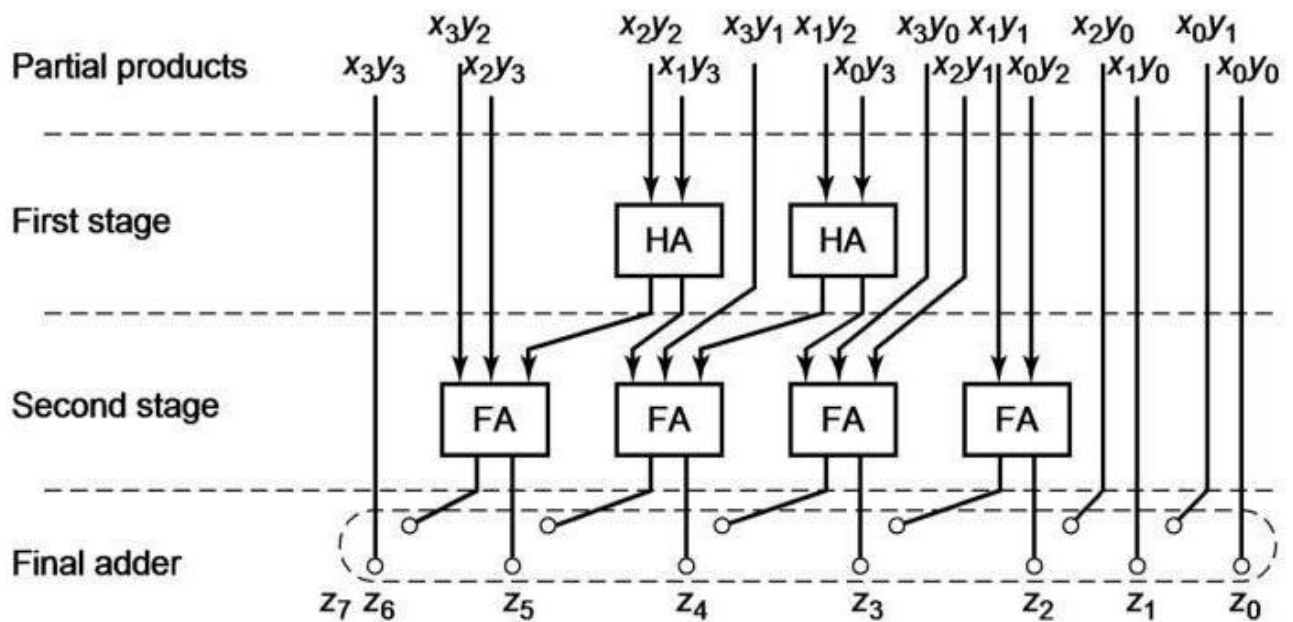 x₃y₂ x₂y₂ x₃y₁ x₁y₂ x₃y₀ x₁y₁ x₂y₀ x₀y₁
Partial products x₃y₃ x₂y₃ x₁y₃ x₀y₃ x₂y₁ x₀y₂ x₁y₀ x₀y₀
First stage HA HA
Second stage FA FA FA FA
Final adder
z₇ z₆ z₅ z₄ z₃ z₂ z₁ z₀